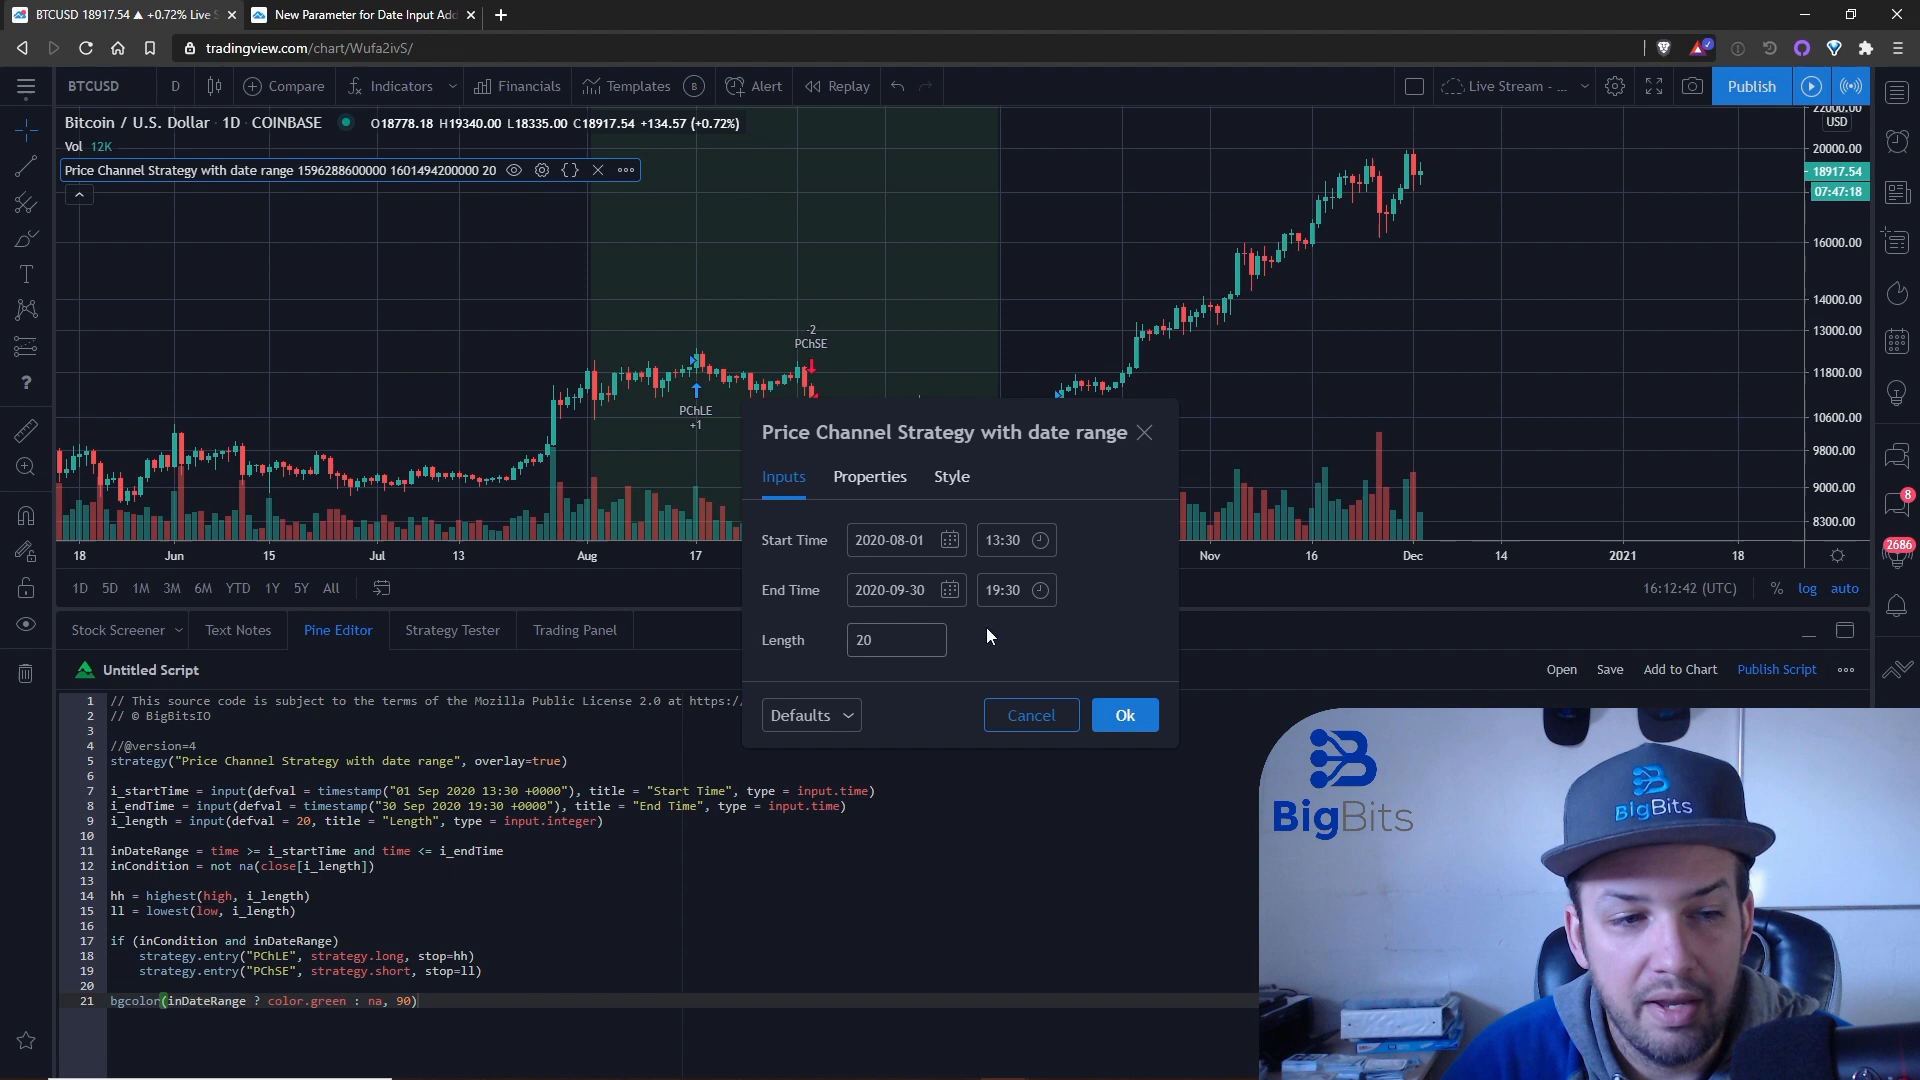 BTCUSD 18917.54 ▲ +0.72% Live S
New Parameter for Date Input Add
tradingview.com/chart/Wufa2ivS/
BTCUSD D Compare Indicators Financials Templates B Alert Replay Live Stream - ... Publish
22000.00
Bitcoin / U.S. Dollar · 1D · COINBASE O18778.18 H19340.00 L18335.00 C18917.54 +134.57 (+0.72%)
USD
Vol 12K
20000.00
Price Channel Strategy with date range 1596288600000 1601494200000 20
18917.54
07:47:18
16000.00
14000.00
13000.00
11800.00
10600.00
9800.00
9000.00
8300.00
-2
PChSE
PChLE
+1
8
2686
18 Jun 15 Jul 13 Aug 17 Nov 16 Dec 14 2021 18
1D 5D 1M 3M 6M YTD 1Y 5Y All
16:12:42 (UTC) % log auto
Price Channel Strategy with date range
Inputs Properties Style
Start Time 2020-08-01 13:30
End Time 2020-09-30 19:30
Length 20
Defaults Cancel Ok
Stock Screener Text Notes Pine Editor Strategy Tester Trading Panel
Untitled Script
Open Save Add to Chart Publish Script
1 // This source code is subject to the terms of the Mozilla Public License 2.0 at https:/
2 // © BigBitsIO
3
4 //@version=4
5 strategy("Price Channel Strategy with date range", overlay=true)
6
7 i_startTime = input(defval = timestamp("01 Sep 2020 13:30 +0000"), title = "Start Time", type = input.time)
8 i_endTime = input(defval = timestamp("30 Sep 2020 19:30 +0000"), title = "End Time", type = input.time)
9 i_length = input(defval = 20, title = "Length", type = input.integer)
10
11 inDateRange = time >= i_startTime and time <= i_endTime
12 inCondition = not na(close[i_length])
13
14 hh = highest(high, i_length)
15 ll = lowest(low, i_length)
16
17 if (inCondition and inDateRange)
18 strategy.entry("PChLE", strategy.long, stop=hh)
19 strategy.entry("PChSE", strategy.short, stop=ll)
20
21 bgcolor(inDateRange ? color.green : na, 90)
BigBits
BigBits